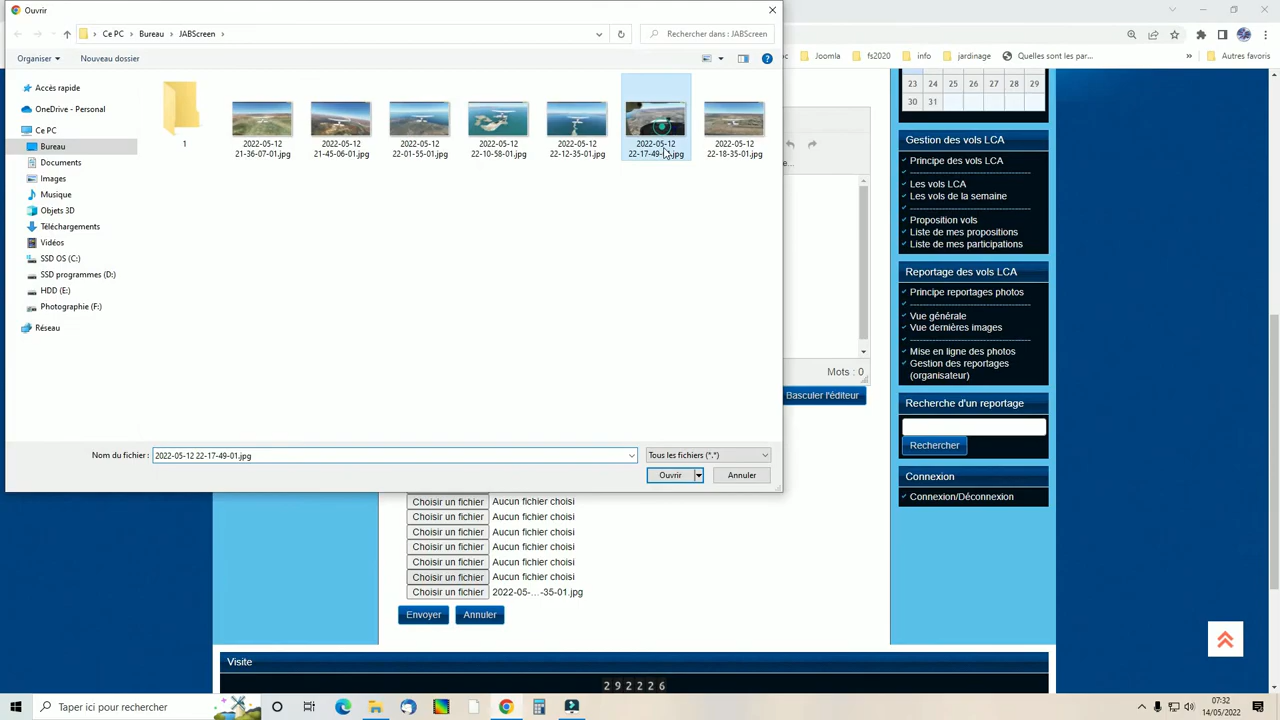 Ouvrir
Ce PC > Bureau > JABScreen >
Rechercher dans : JABScreen
Organiser
Nouveau dossier
Accès rapide
OneDrive - Personal
Ce PC
Bureau
Documents
Images
Musique
Objets 3D
Téléchargements
Vidéos
SSD OS (C:)
SSD programmes (D:)
HDD (E:)
Photographie (F:)
Réseau
1
2022-05-12 21-36-07-01.jpg
2022-05-12 21-45-06-01.jpg
2022-05-12 22-01-55-01.jpg
2022-05-12 22-10-58-01.jpg
2022-05-12 22-12-35-01.jpg
2022-05-12 22-17-49-01.jpg
2022-05-12 22-18-35-01.jpg
Nom du fichier :
2022-05-12 22-17-49-01.jpg
Tous les fichiers (*.*)
Ouvrir
Annuler
Joomla
fs2020
info
jardinage
Quelles sont les par...
»
Autres favoris
23 24 25 26 27 28 29
30 31
Gestion des vols LCA
Principe des vols LCA
Les vols LCA
Les vols de la semaine
Proposition vols
Liste de mes propositions
Liste de mes participations
Reportage des vols LCA
Principe reportages photos
Vue générale
Vue dernières images
Mise en ligne des photos
Gestion des reportages
(organisateur)
Recherche d'un reportage
Rechercher
Connexion
Connexion/Déconnexion
Mots : 0
Basculer l'éditeur
Choisir un fichier Aucun fichier choisi
Choisir un fichier Aucun fichier choisi
Choisir un fichier Aucun fichier choisi
Choisir un fichier Aucun fichier choisi
Choisir un fichier Aucun fichier choisi
Choisir un fichier Aucun fichier choisi
Choisir un fichier 2022-05-...-35-01.jpg
Envoyer
Annuler
Visite
292226
Taper ici pour rechercher
07:32
14/05/2022